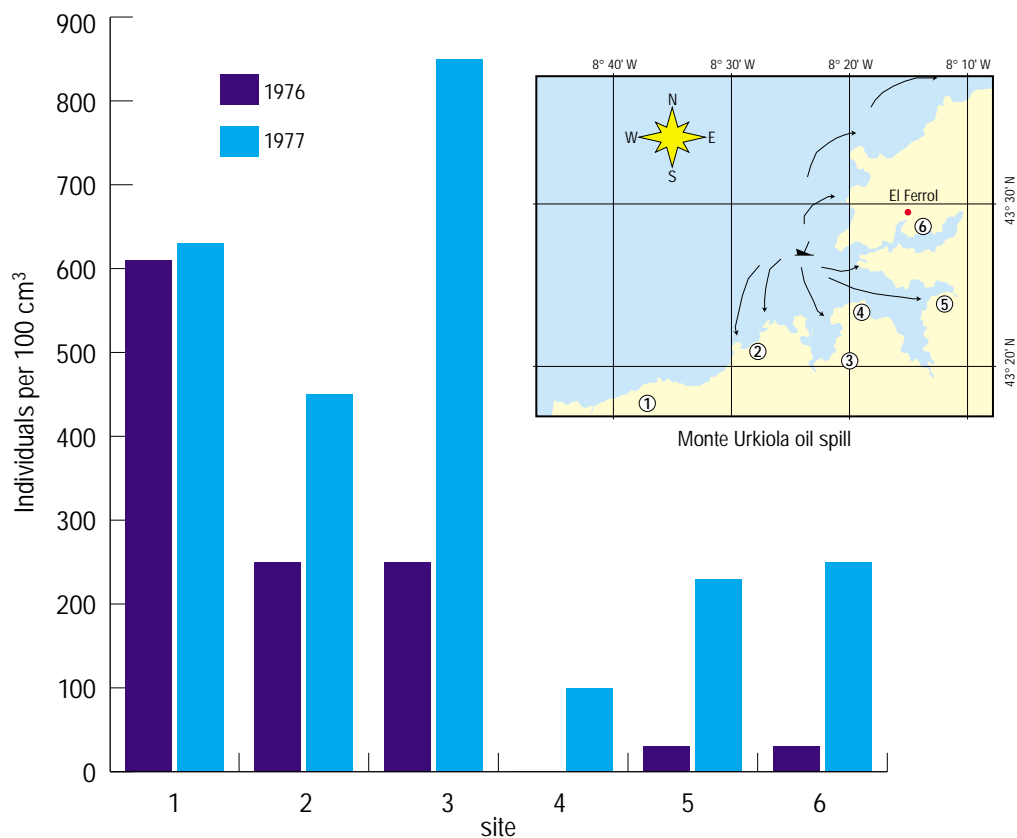 900
800
700
600
500
400
300
200
100
0
Individuals per 100 cm³
1976
1977
1 2 3 4 5 6
site
8° 40' W 8° 30' W 8° 20' W 8° 10' W
N
W E
S
El Ferrol
43° 30' N
43° 20' N
6
5
4
3
2
1
Monte Urkiola oil spill